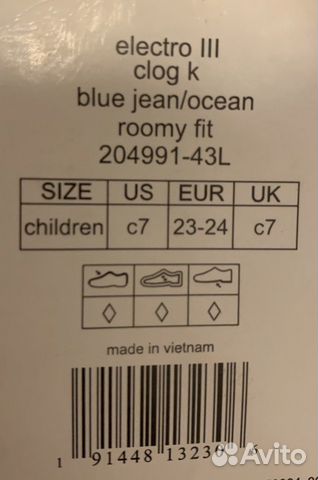 electro III
clog k
blue jean/ocean
roomy fit
204991-43L
SIZE US EUR UK
children c7 23-24 c7
made in vietnam
1 91448 13230
Avito